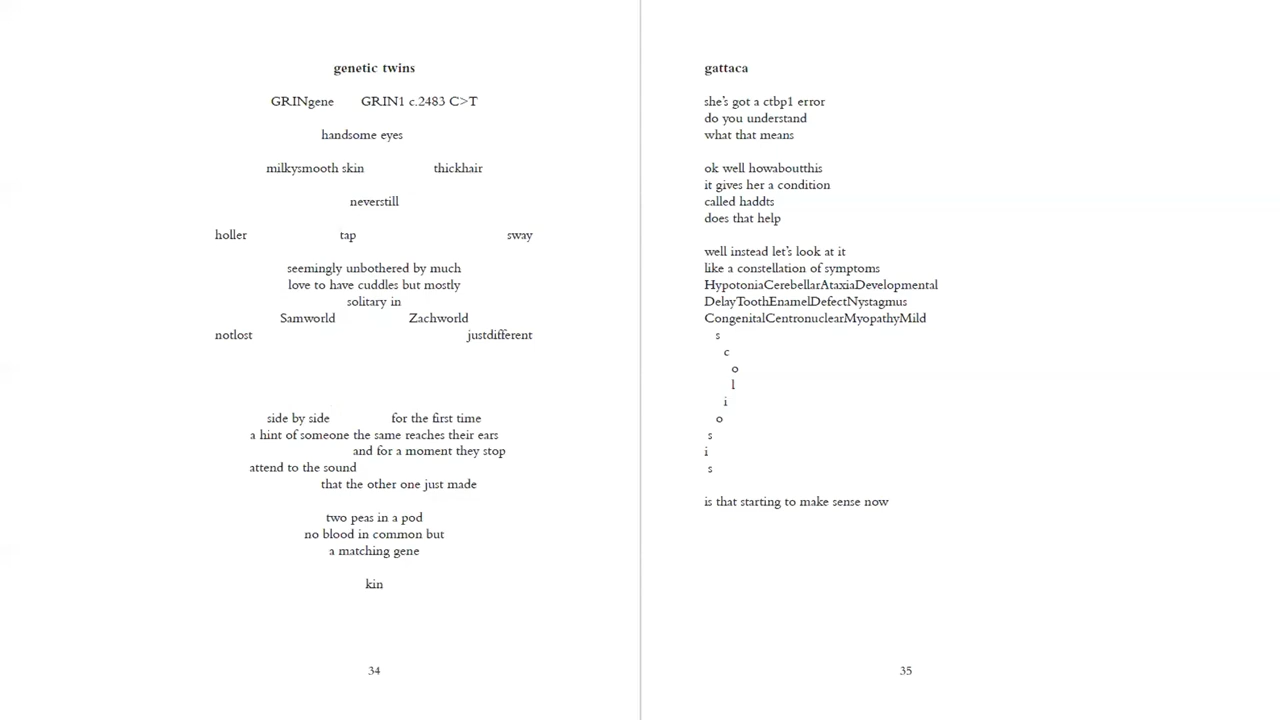 genetic twins
GRINgene GRIN1 c.2483 C>T
handsome eyes
milkysmooth skin thickhair
neverstill
holler tap sway
seemingly unbothered by much
love to have cuddles but mostly
solitary in
Samworld Zachworld
notlost justdifferent
side by side for the first time
a hint of someone the same reaches their ears
and for a moment they stop
attend to the sound
that the other one just made
two peas in a pod
no blood in common but
a matching gene
kin
34
gattaca
she's got a ctbp1 error
do you understand
what that means
ok well howaboutthis
it gives her a condition
called haddts
does that help
well instead let's look at it
like a constellation of symptoms
HypotoniaCerebellarAtaxiaDevelopmental
DelayToothEnamelDefectNystagmus
CongenitalCentronuclearMyopathyMild
s
c
o
l
i
o
s
i
s
is that starting to make sense now
35